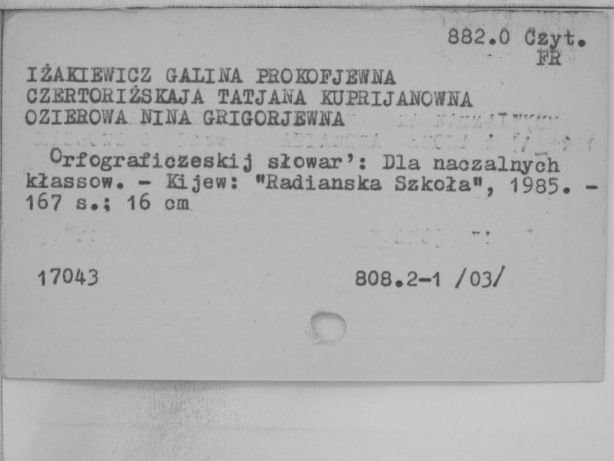 882.0 Czyt.
FR
IŻAKIEWICZ GALINA PROKOFJEWNA
CZERTORIŻSKAJA TATJANA KUPRIJANOWNA
OZIEROWA NINA GRIGORJEWNA
Orfograficzeskij słowar': Dla naczalnych
kłassow. - Kijew: "Radianska Szkoła", 1985. -
167 s.; 16 cm
17043 808.2-1 /03/